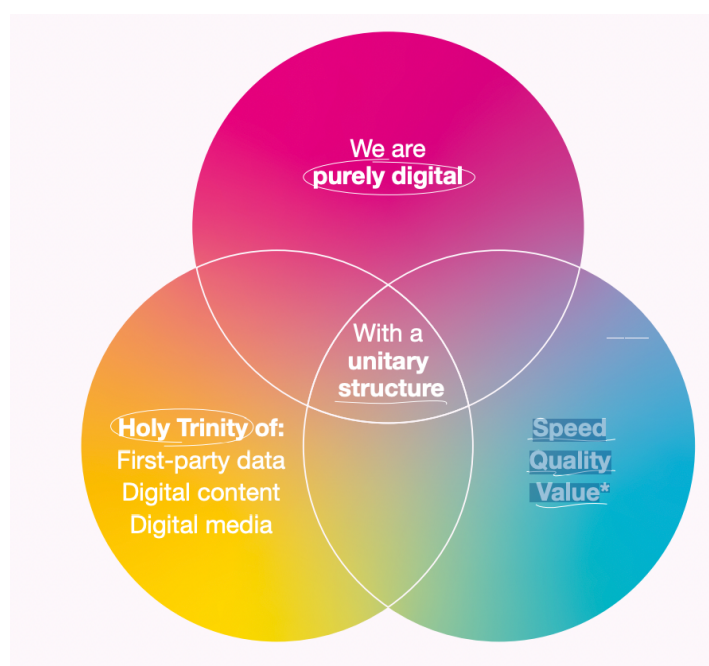 We are
purely digital
With a
unitary
structure
Holy Trinity of:
First-party data
Digital content
Digital media
Speed
Quality
Value*